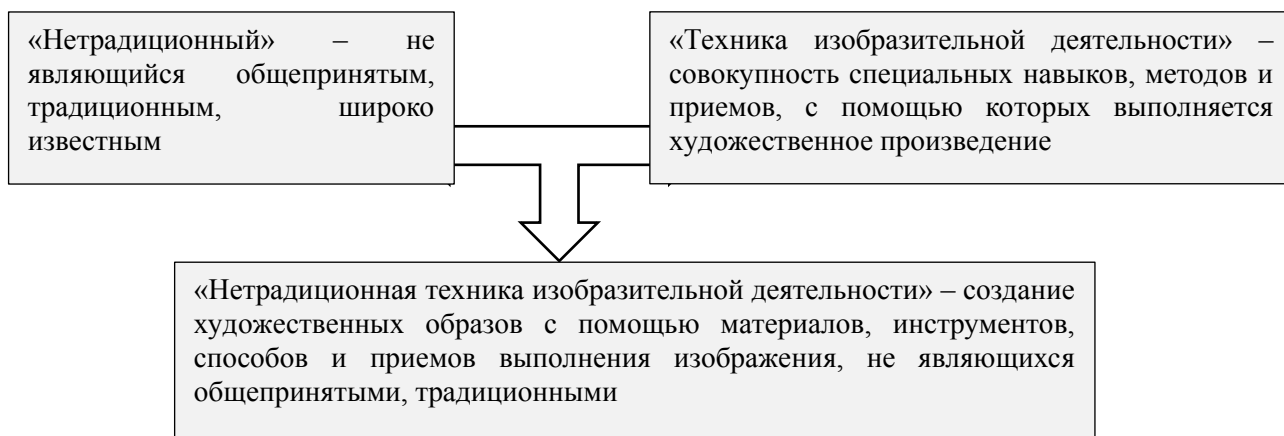 «Нетрадиционный» – не
являющийся общепринятым,
традиционным, широко
известным
«Техника изобразительной деятельности» –
совокупность специальных навыков, методов и
приемов, с помощью которых выполняется
художественное произведение
«Нетрадиционная техника изобразительной деятельности» – создание
художественных образов с помощью материалов, инструментов,
способов и приемов выполнения изображения, не являющихся
общепринятыми, традиционными